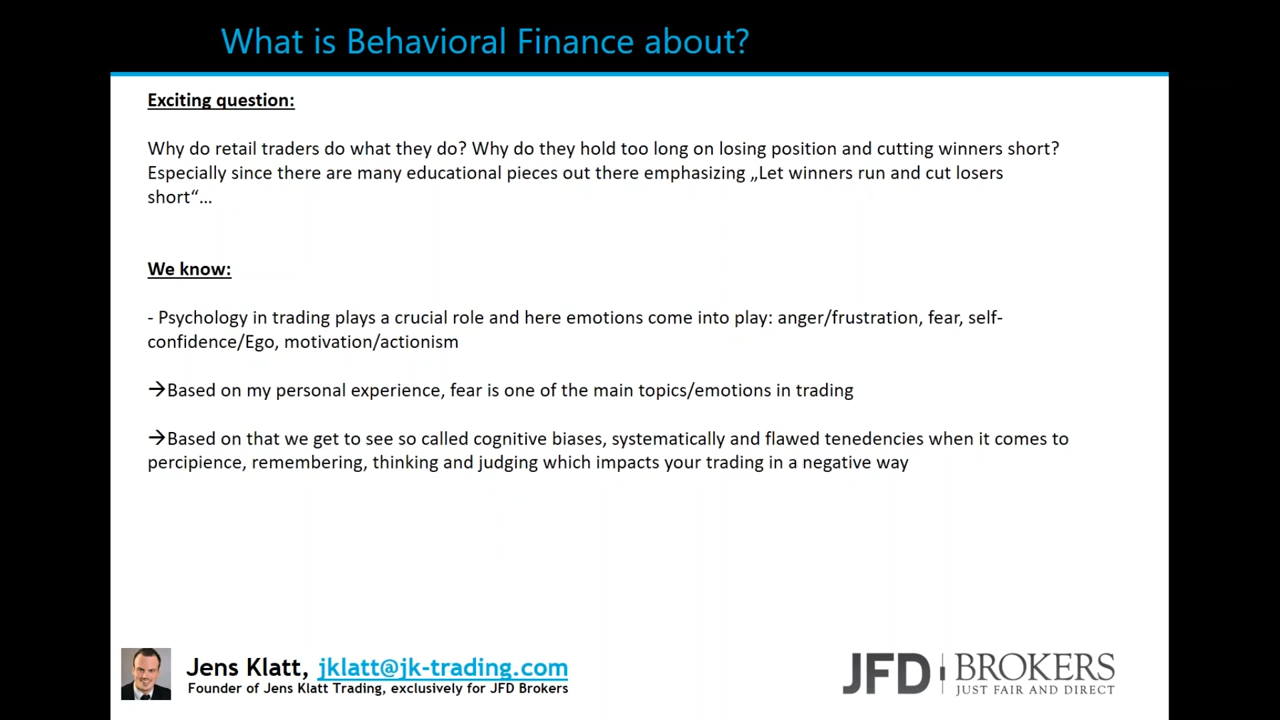 What is Behavioral Finance about?
Exciting question:
Why do retail traders do what they do? Why do they hold too long on losing position and cutting winners short?
Especially since there are many educational pieces out there emphasizing „Let winners run and cut losers
short“...
We know:
- Psychology in trading plays a crucial role and here emotions come into play: anger/frustration, fear, self-
confidence/Ego, motivation/actionism
→Based on my personal experience, fear is one of the main topics/emotions in trading
→Based on that we get to see so called cognitive biases, systematically and flawed tenedencies when it comes to
percipience, remembering, thinking and judging which impacts your trading in a negative way
Jens Klatt, jklatt@jk-trading.com
Founder of Jens Klatt Trading, exclusively for JFD Brokers
JFD BROKERS
JUST FAIR AND DIRECT